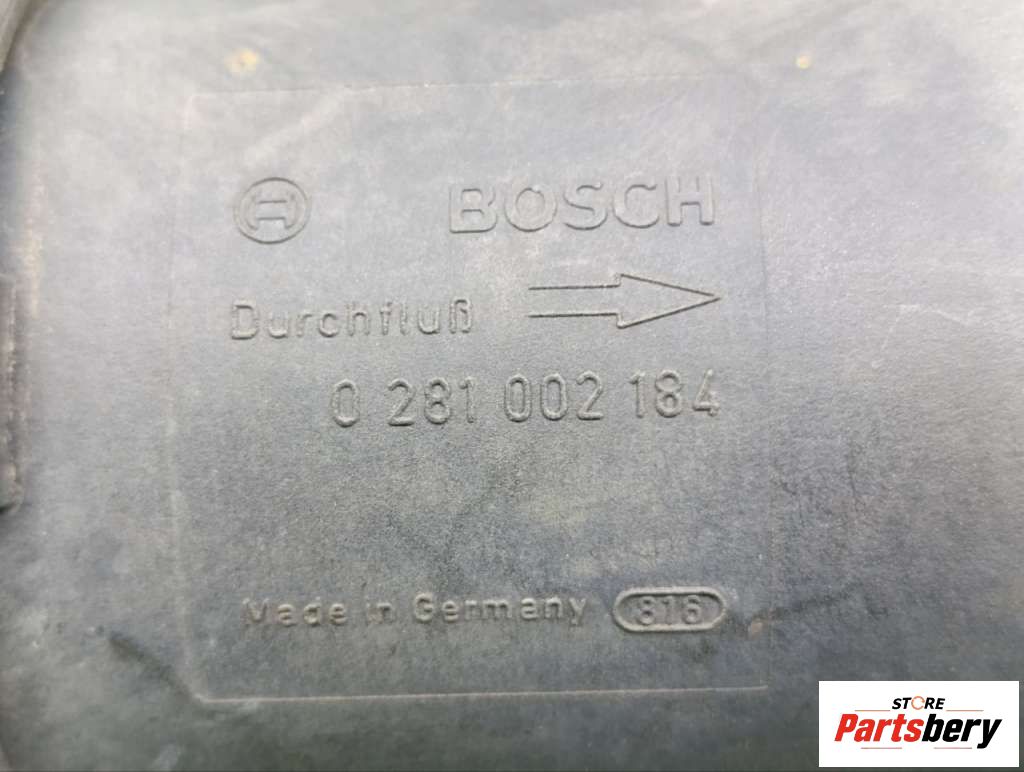 BOSCH
Durchfluß
0 281 002 184
Made in Germany 816
STORE
Partsbery